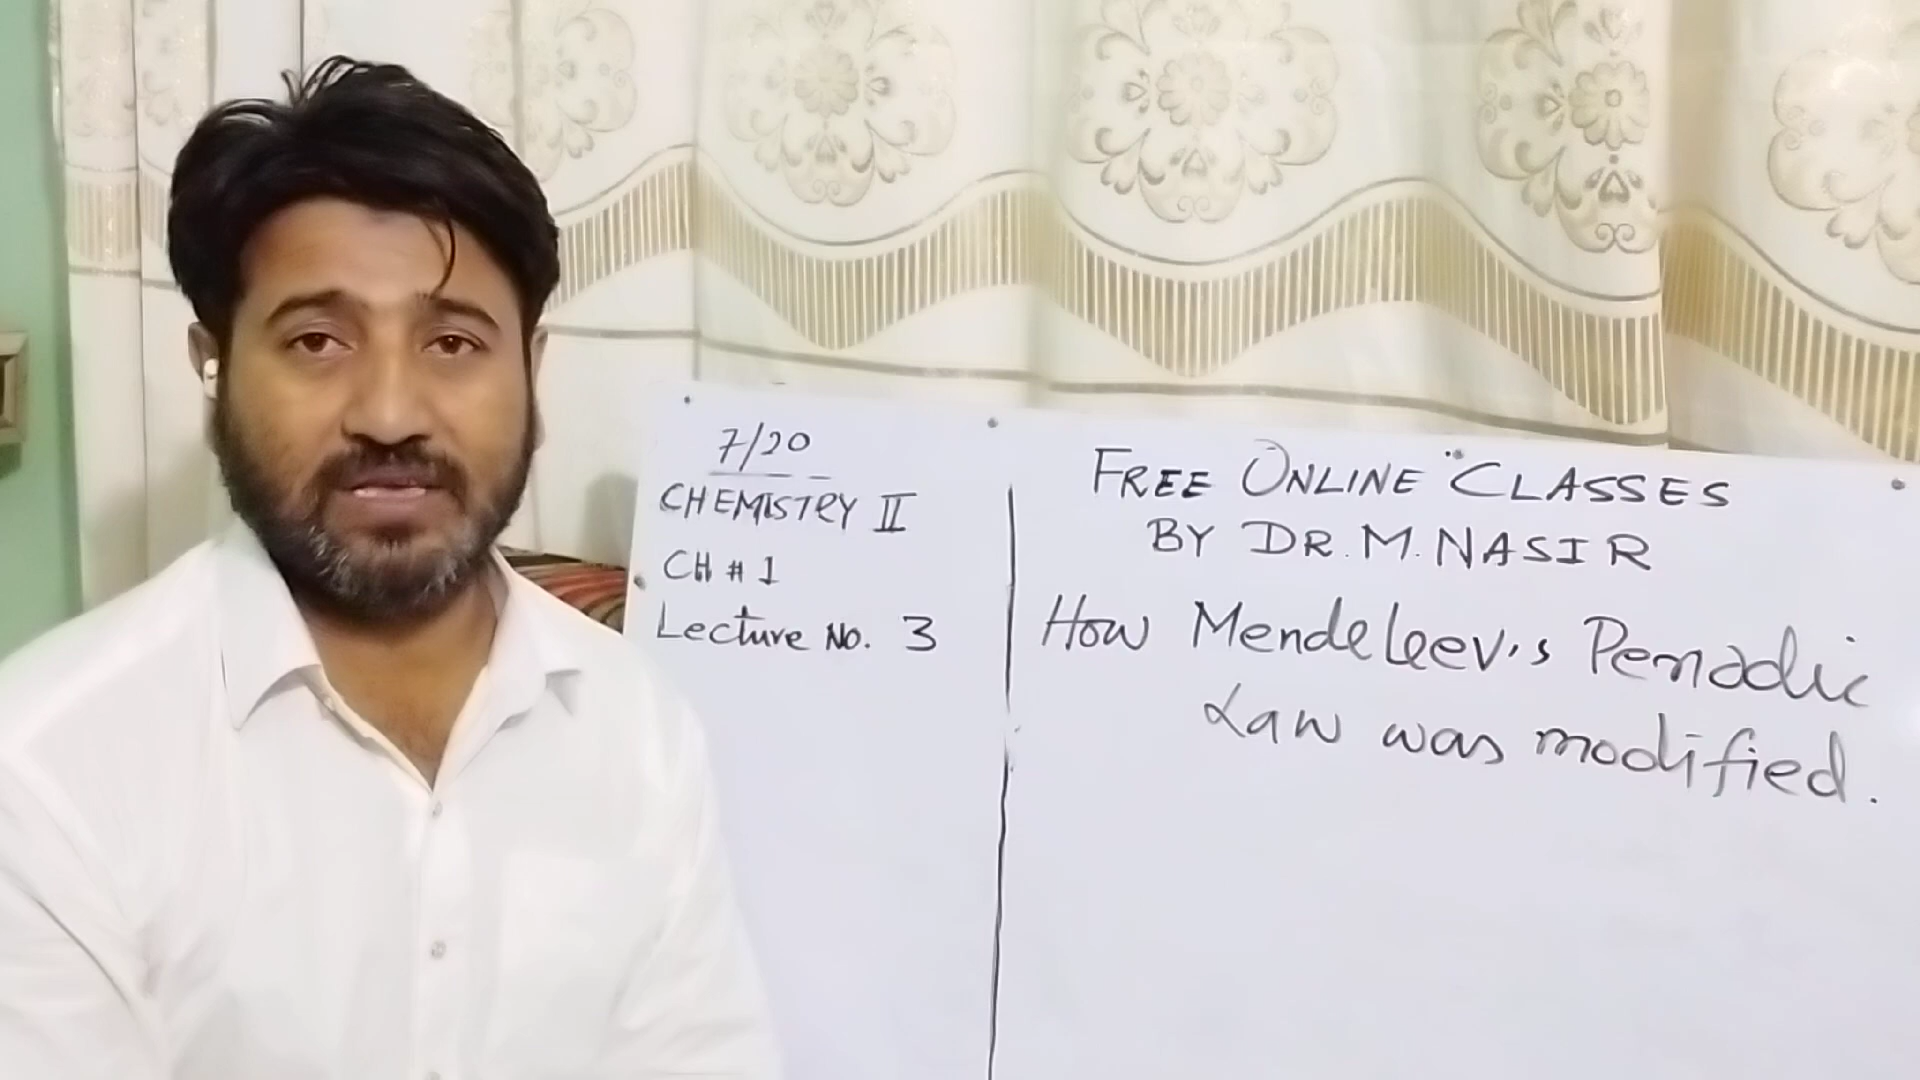 7/20
CHEMISTRY II
CH # 1
Lecture No. 3
FREE ONLINE CLASSES
BY DR. M. NASIR
How Mendeleev's Periodic
Law was modified.